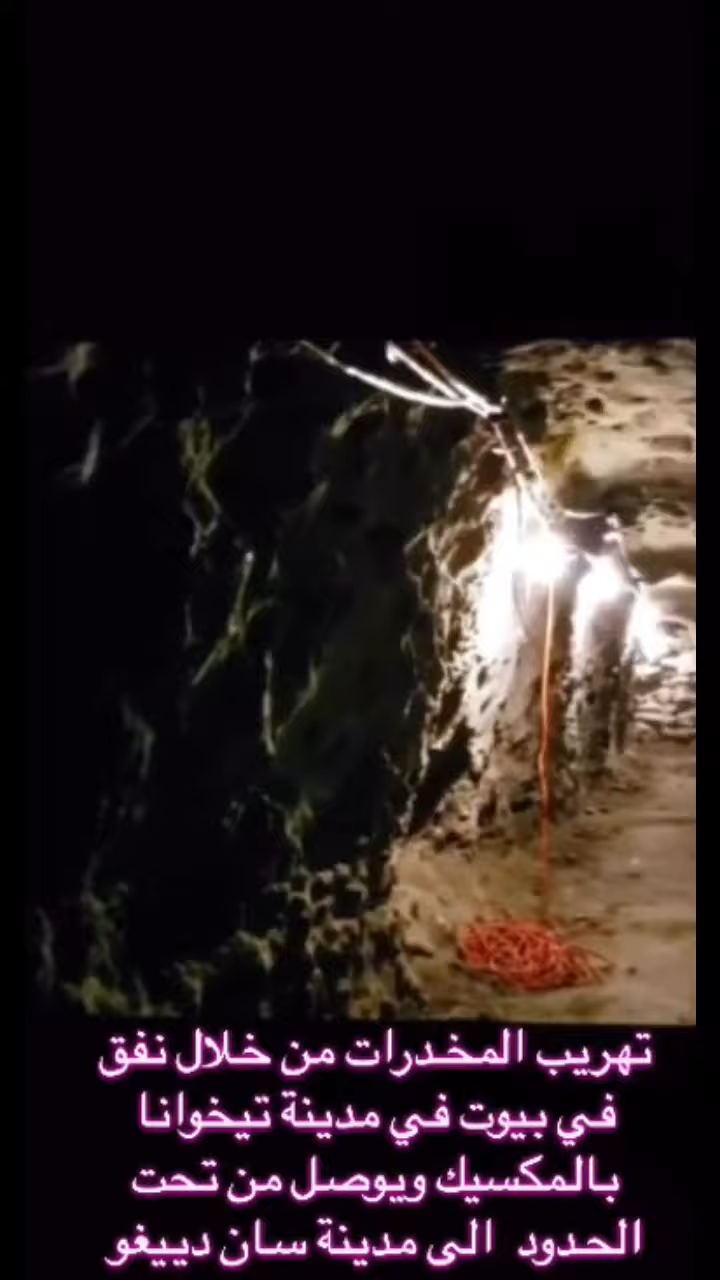 تهريب المخدرات من خلال نفق
في بيوت في مدينة تيخوانا
بالمكسيك ويوصل من تحت
الحدود الى مدينة سان دييغو